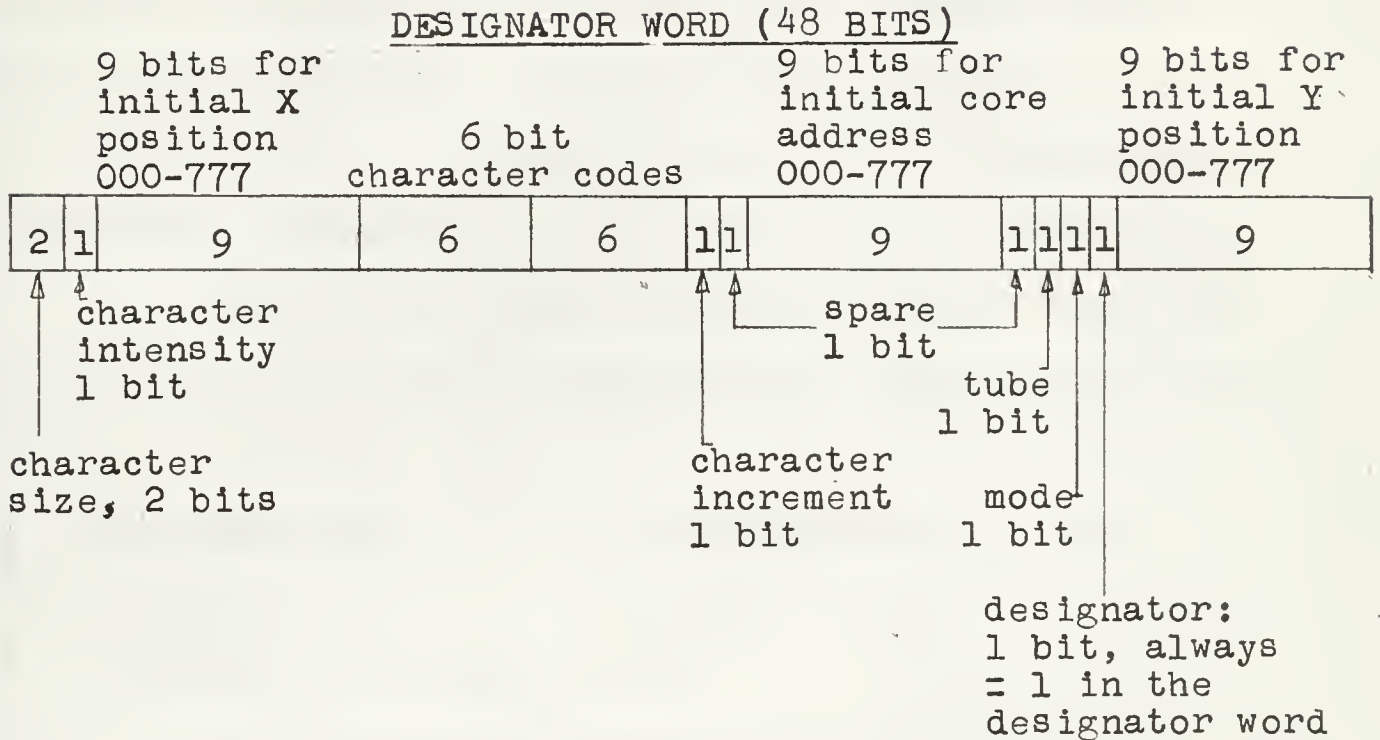 DESIGNATOR WORD (48 BITS)
9 bits for
initial X
position
000-777
6 bit
character codes
9 bits for
initial core
address
000-777
9 bits for
initial Y
position
000-777
2 1 9 6 6 1 1 9 1 1 1 1 9
character
intensity
1 bit
spare
1 bit
tube
1 bit
character
size, 2 bits
character
increment
1 bit
mode
1 bit
designator:
1 bit, always
= 1 in the
designator word